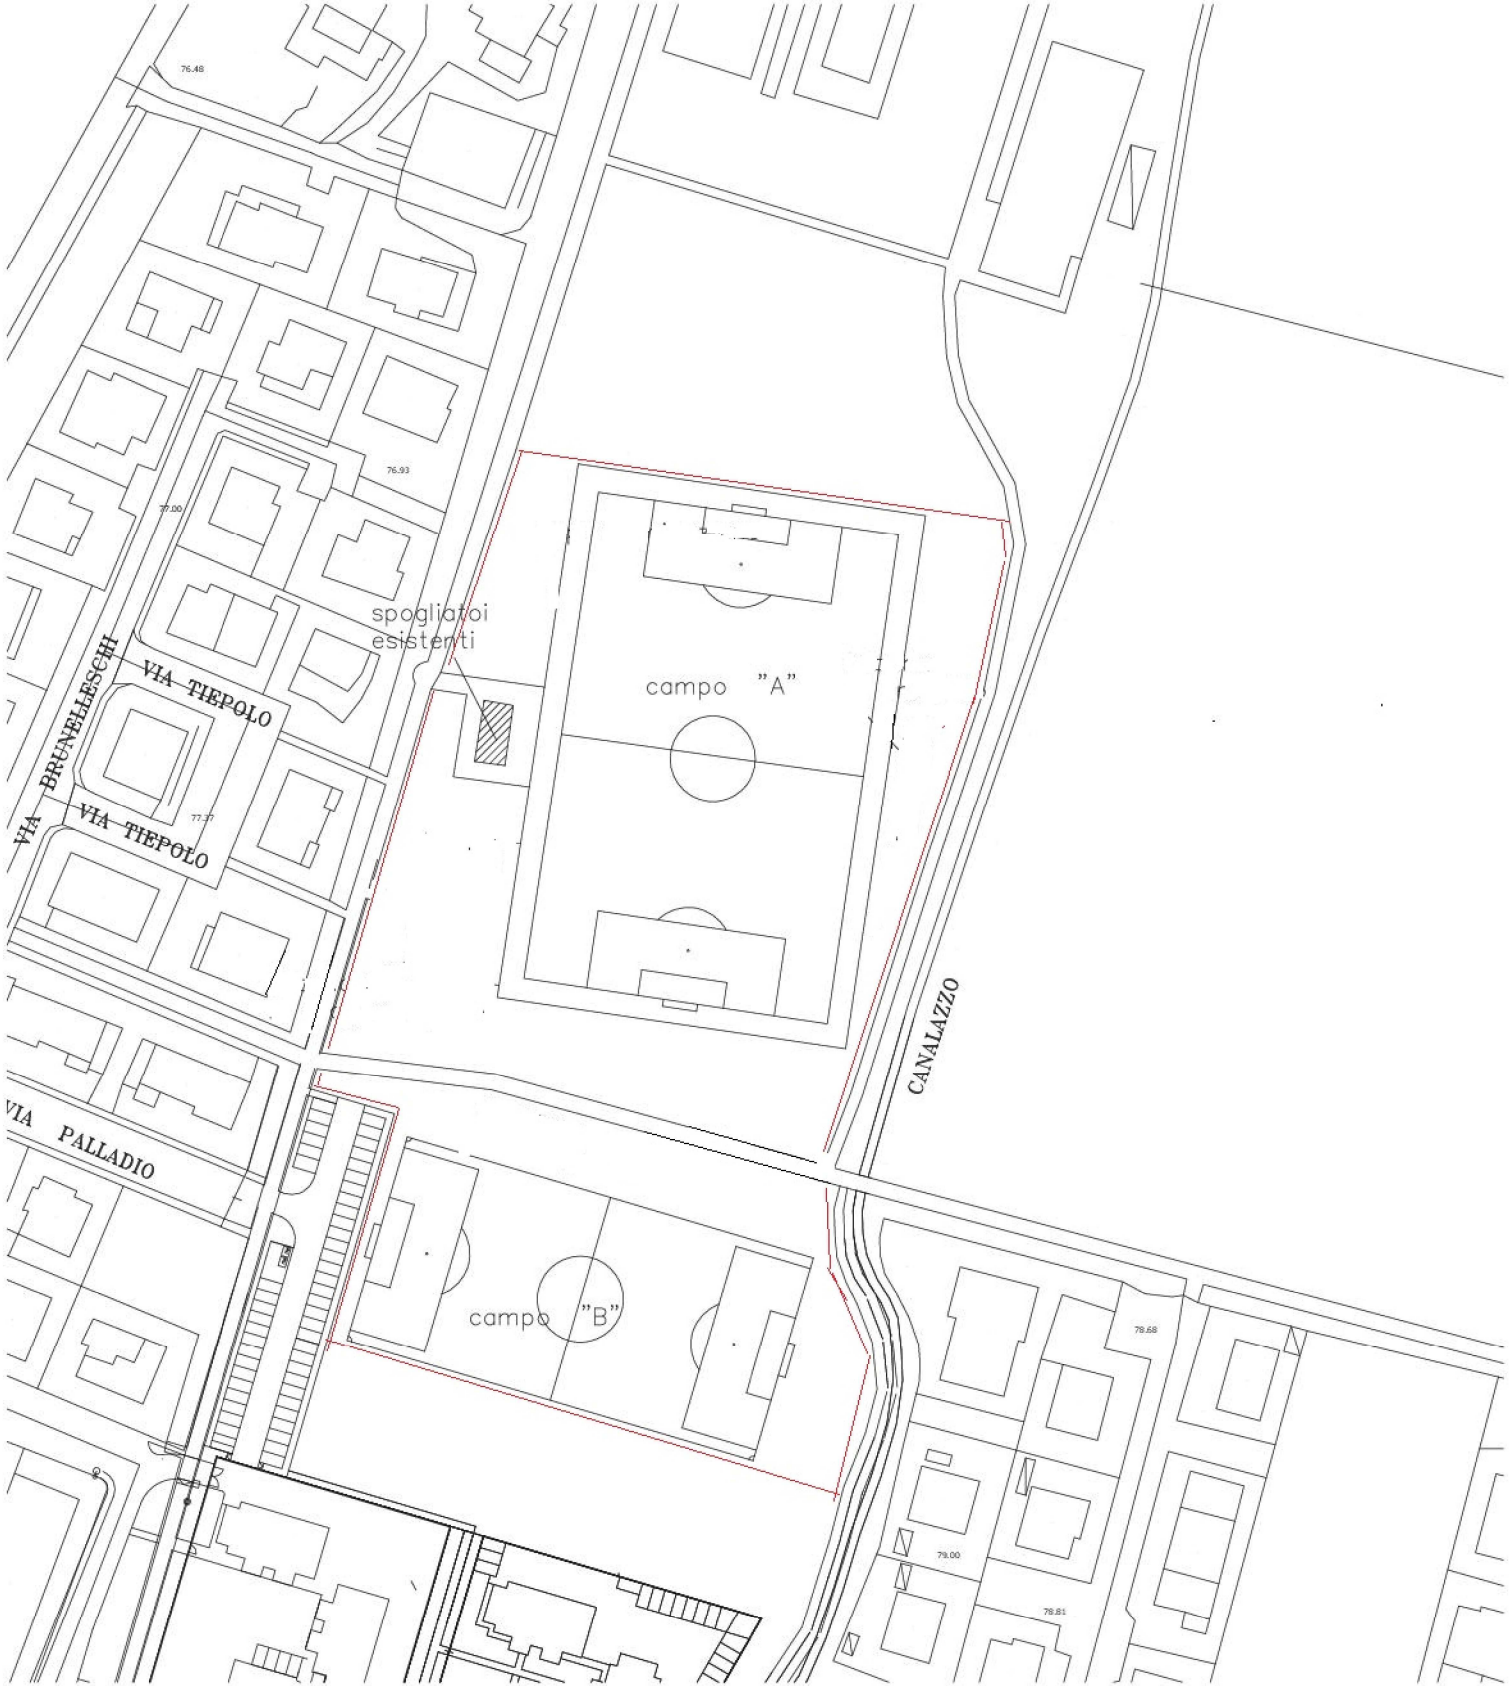 76.48
76.93
77.00
spogliatoi
esistenti
VIA BRUNELLESCHI
VIA TIEPOLO
campo "A"
VIA TIEPOLO
77.37
CANALAZZO
VIA PALLADIO
campo "B"
78.68
79.00
78.81